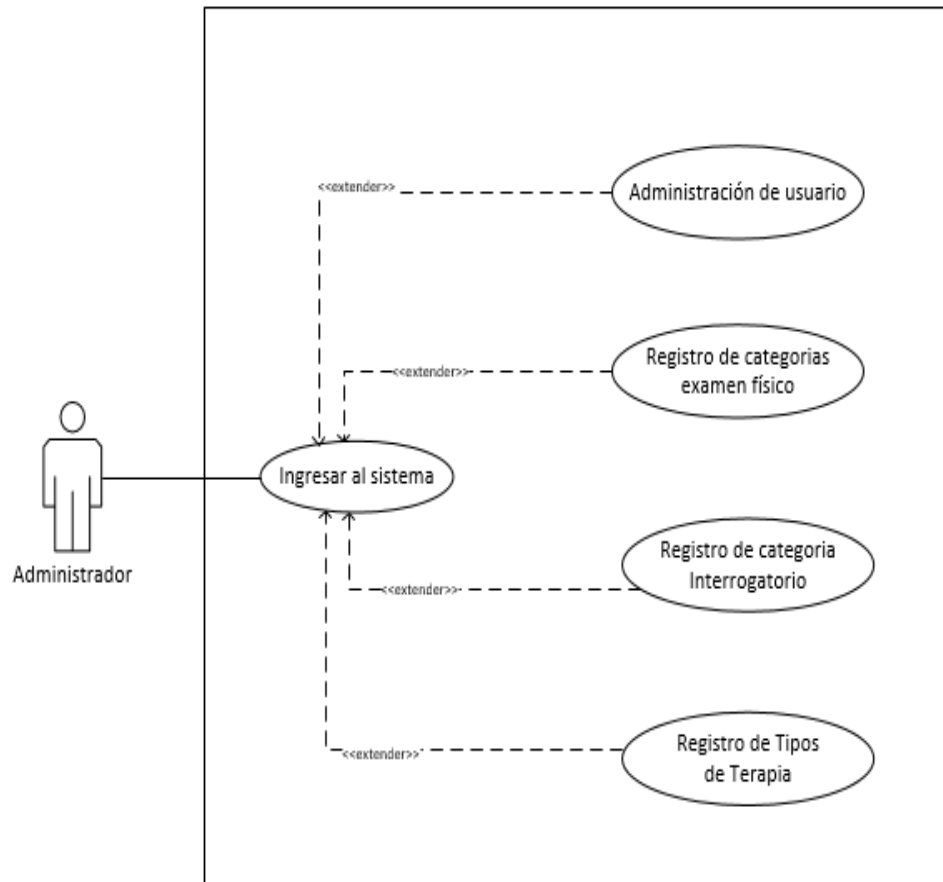 <<extender>>
Administración de usuario
<<extender>>
Registro de categorias
examen físico
Ingresar al sistema
Administrador
<<extender>>
Registro de categoria
Interrogatorio
<<extender>>
Registro de Tipos
de Terapia